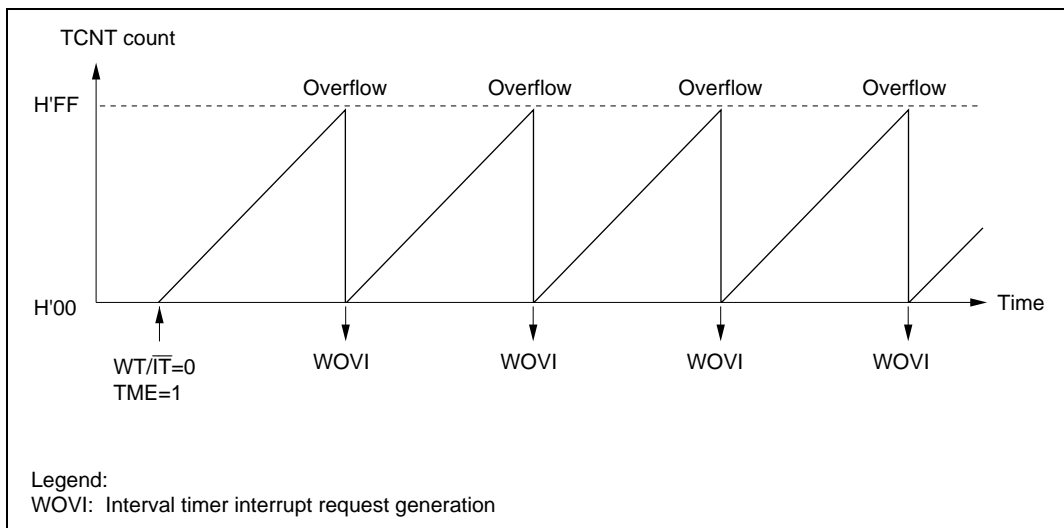 TCNT count
Overflow Overflow Overflow Overflow
H'FF
H'00
Time
WT/I̅T̅=0
TME=1
WOVI WOVI WOVI WOVI
Legend:
WOVI: Interval timer interrupt request generation